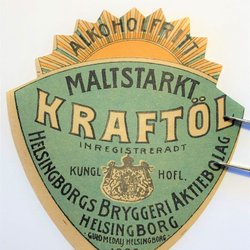 ALKOHOLFRITT
MALTSTARKT
KRAFTÖL
INREGISTRERADT
KUNGL. HOFL.
HELSINGBORGS BRYGGERI AKTIEBOLAG
HELSINGBORG
GULDMEDALJ HELSINGBORG